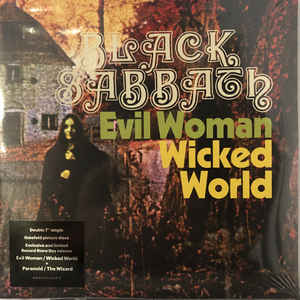 BLACK
SABBATH
Evil Woman
Wicked
World
Double 7" single
Gatefold picture discs
Exclusive and limited
Record Store Day release
Evil Woman / Wicked World
+
Paranoid / The Wizard